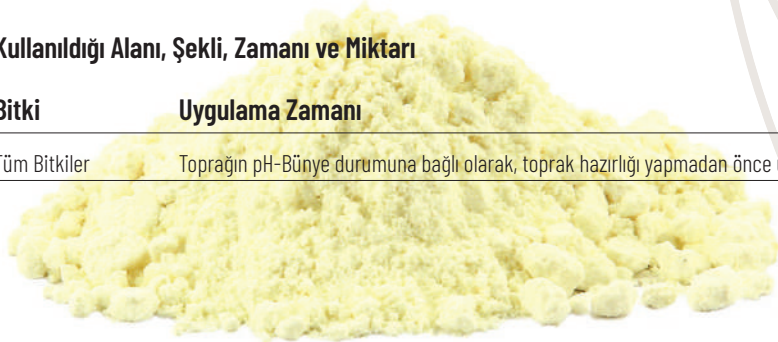 Kullanıldığı Alanı, Şekli, Zamanı ve Miktarı
Bitki Uygulama Zamanı
Tüm Bitkiler Toprağın pH-Bünye durumuna bağlı olarak, toprak hazırlığı yapmadan önce